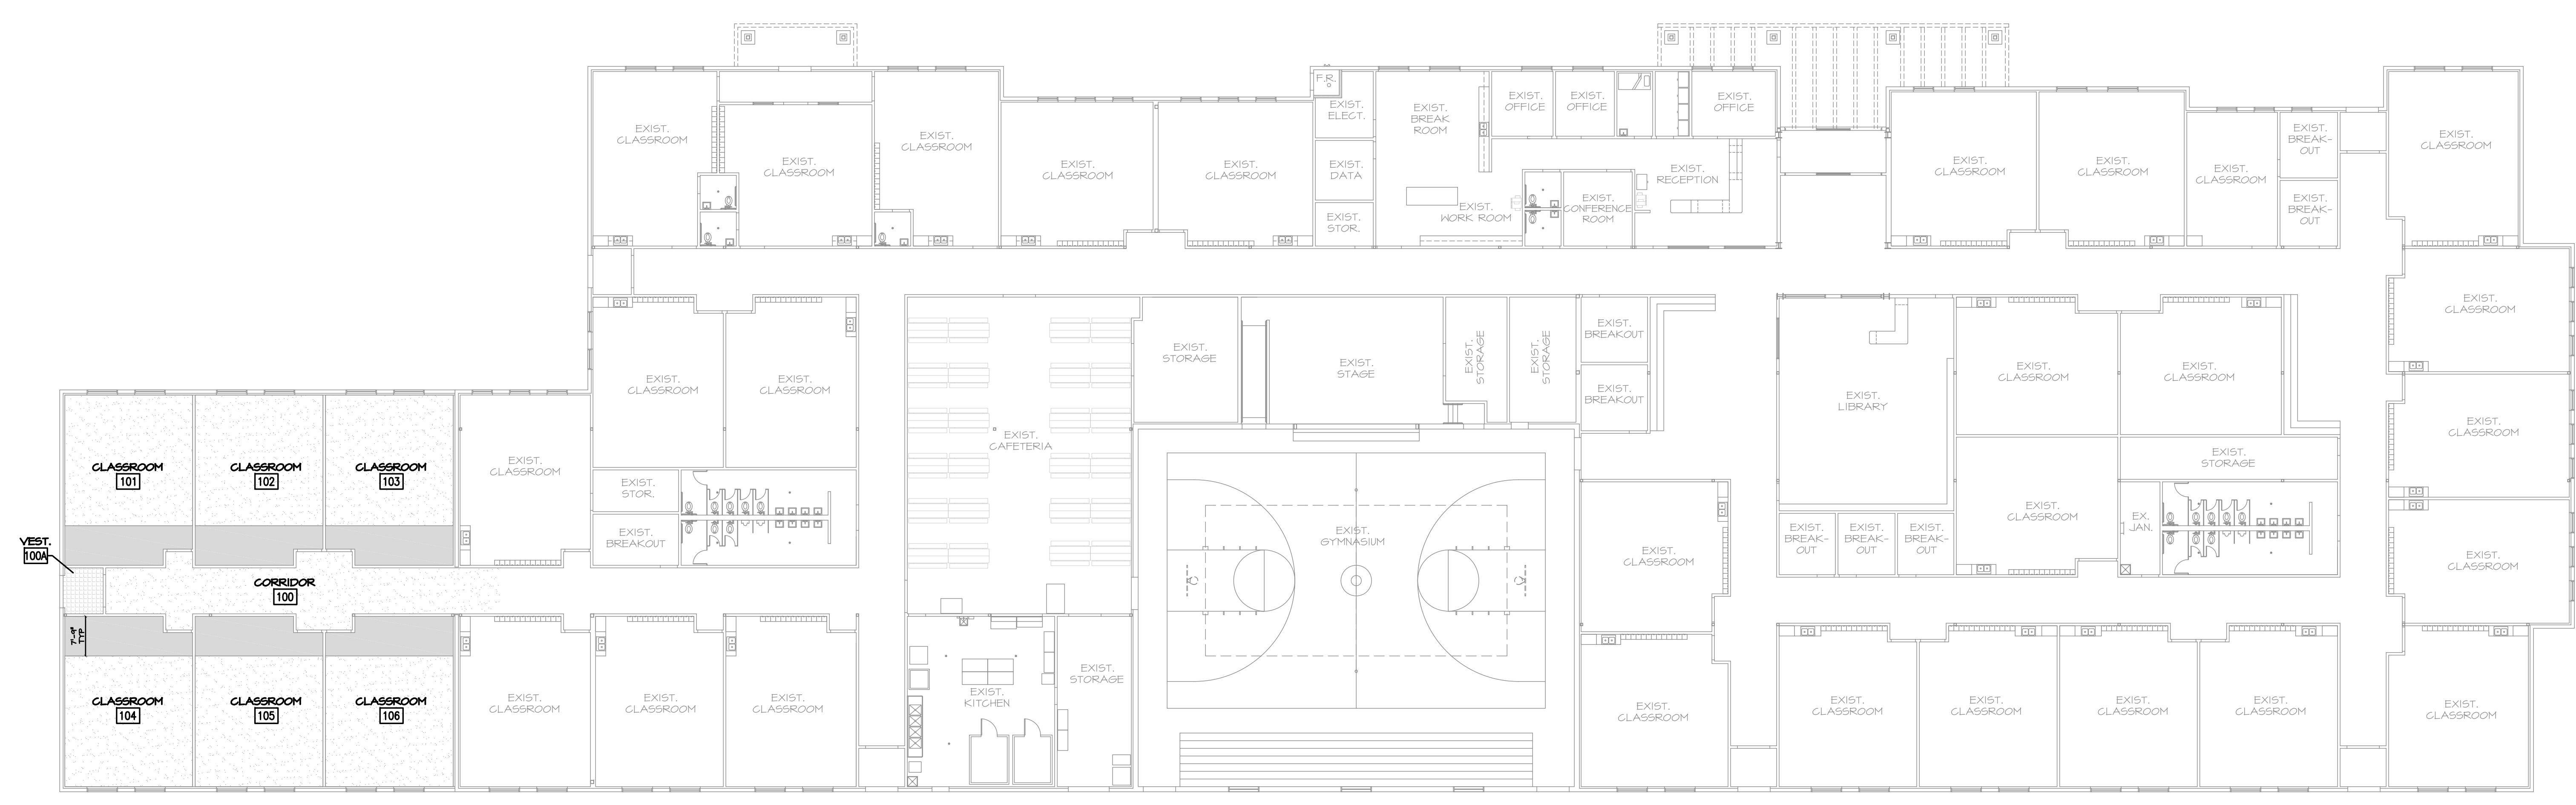 F.R.
EXIST.
CLASSROOM
EXIST.
CLASSROOM
EXIST.
CLASSROOM
EXIST.
CLASSROOM
EXIST.
CLASSROOM
EXIST.
ELECT.
EXIST.
DATA
EXIST.
STOR.
EXIST.
BREAK
ROOM
EXIST.
OFFICE
EXIST.
OFFICE
EXIST.
OFFICE
EXIST.
WORK ROOM
EXIST.
CONFERENCE
ROOM
EXIST.
RECEPTION
EXIST.
CLASSROOM
EXIST.
CLASSROOM
EXIST.
CLASSROOM
EXIST.
BREAK-
OUT
EXIST.
BREAK-
OUT
EXIST.
CLASSROOM
EXIST.
CLASSROOM
EXIST.
CLASSROOM
EXIST.
CLASSROOM
EXIST.
CLASSROOM
EXIST.
CLASSROOM
EXIST.
CLASSROOM
EXIST.
STOR.
EXIST.
BREAKOUT
EXIST.
CAFETERIA
EXIST.
STORAGE
EXIST.
STAGE
EXIST.
STORAGE
EXIST.
STORAGE
EXIST.
BREAKOUT
EXIST.
BREAKOUT
EXIST.
LIBRARY
EXIST.
CLASSROOM
EXIST.
CLASSROOM
EXIST.
STORAGE
EXIST.
CLASSROOM
EX.
JAN.
EXIST.
BREAK-
OUT
EXIST.
BREAK-
OUT
EXIST.
BREAK-
OUT
EXIST.
GYMNASIUM
EXIST.
CLASSROOM
EXIST.
CLASSROOM
CLASSROOM
101
CLASSROOM
102
CLASSROOM
103
VEST.
100A
CORRIDOR
100
7'-9"
TYP
CLASSROOM
104
CLASSROOM
105
CLASSROOM
106
EXIST.
CLASSROOM
EXIST.
CLASSROOM
EXIST.
CLASSROOM
EXIST.
KITCHEN
EXIST.
STORAGE
EXIST.
CLASSROOM
EXIST.
CLASSROOM
EXIST.
CLASSROOM
EXIST.
CLASSROOM
EXIST.
CLASSROOM